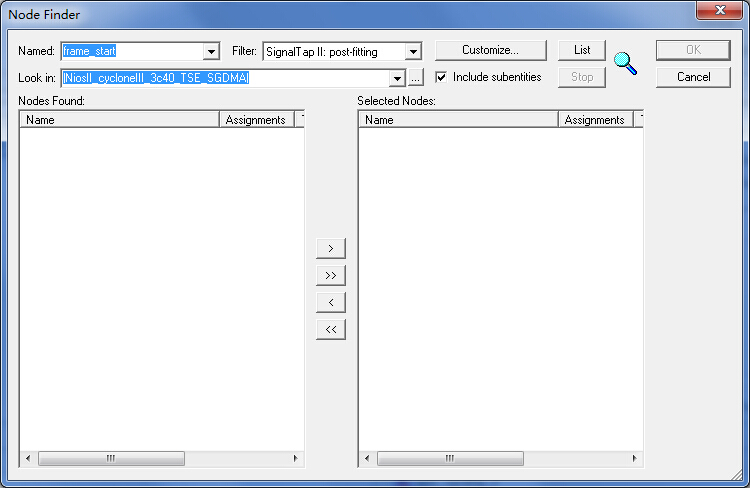 Node Finder
Named: frame_start Filter: SignalTap II: post-fitting Customize... List OK
Look in: |NiosII_cycloneIII_3c40_TSE_SGDMA| ... Include subentities Stop Cancel
Nodes Found: Selected Nodes:
Name Assignments T Name Assignments T
>
>>
<
<<